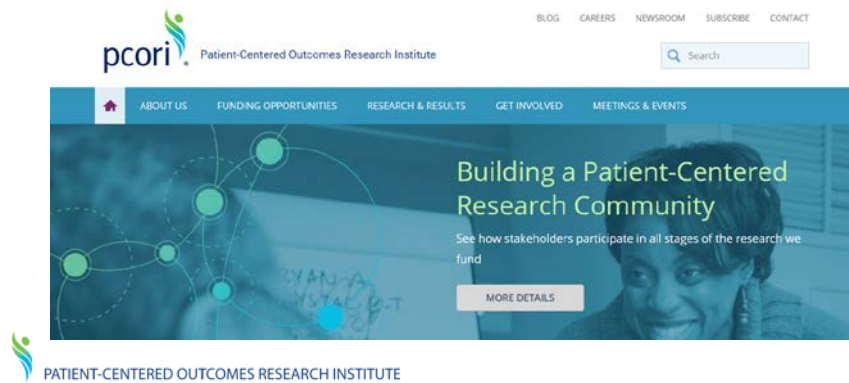 BLOG CAREERS NEWSROOM SUBSCRIBE CONTACT
pcori. Patient-Centered Outcomes Research Institute
Search
ABOUT US FUNDING OPPORTUNITIES RESEARCH & RESULTS GET INVOLVED MEETINGS & EVENTS
Building a Patient-Centered
Research Community
See how stakeholders participate in all stages of the research we
fund
MORE DETAILS
PATIENT-CENTERED OUTCOMES RESEARCH INSTITUTE